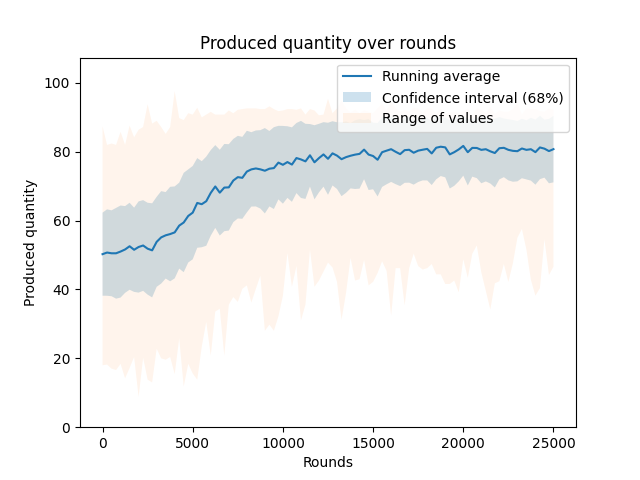 Produced quantity over rounds
Running average
Confidence interval (68%)
Range of values
Produced quantity
100
80
60
40
20
0
0 5000 10000 15000 20000 25000
Rounds